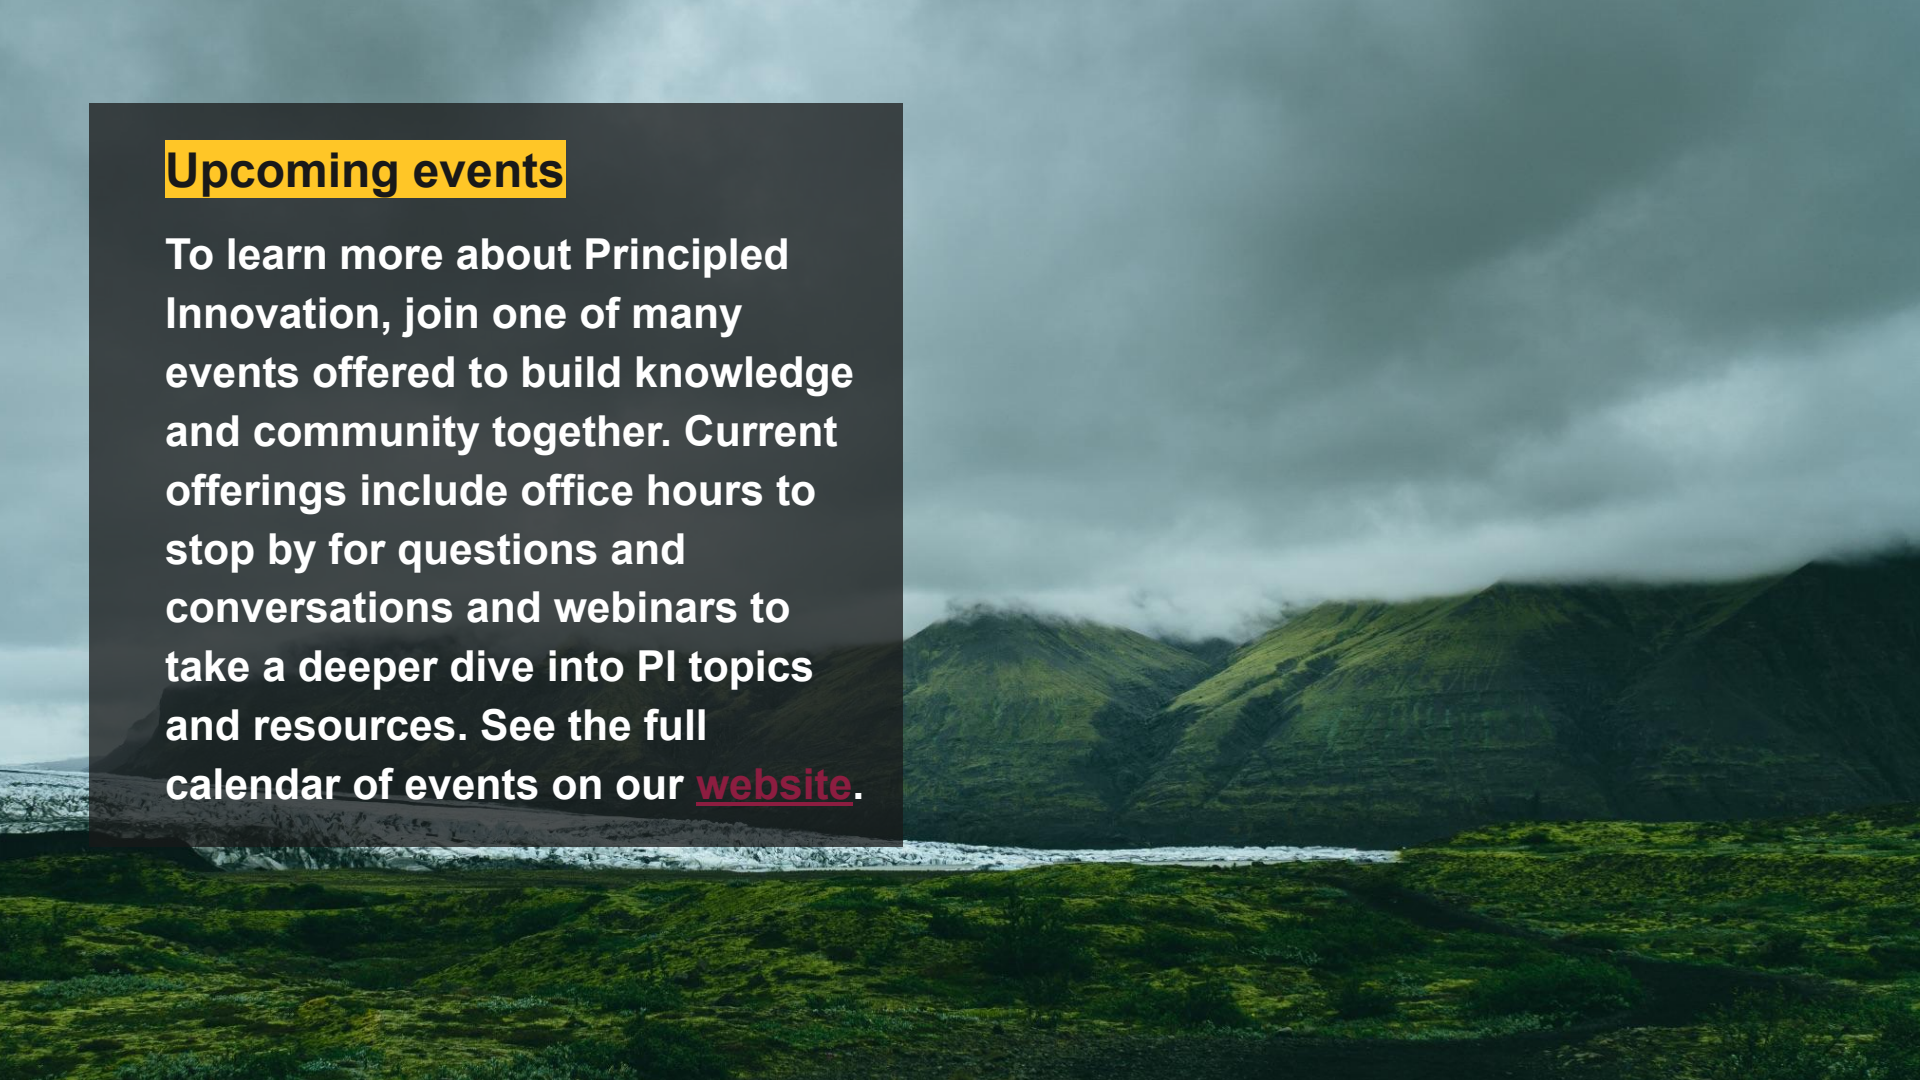 Upcoming events
To learn more about Principled
Innovation, join one of many
events offered to build knowledge
and community together. Current
offerings include office hours to
stop by for questions and
conversations and webinars to
take a deeper dive into PI topics
and resources. See the full
calendar of events on our website.